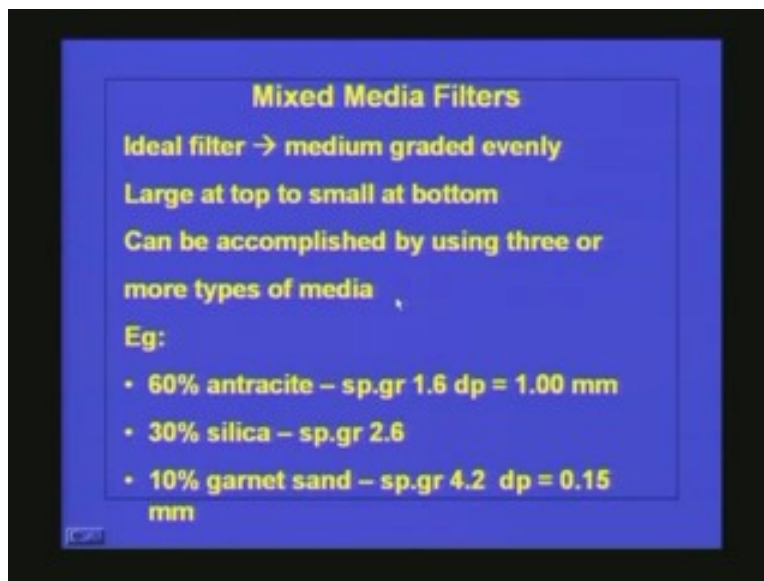 Mixed Media Filters
Ideal filter → medium graded evenly
Large at top to small at bottom
Can be accomplished by using three or
more types of media
Eg:
• 60% antracite – sp.gr 1.6 dp = 1.00 mm
• 30% silica – sp.gr 2.6
• 10% garnet sand – sp.gr 4.2 dp = 0.15
mm